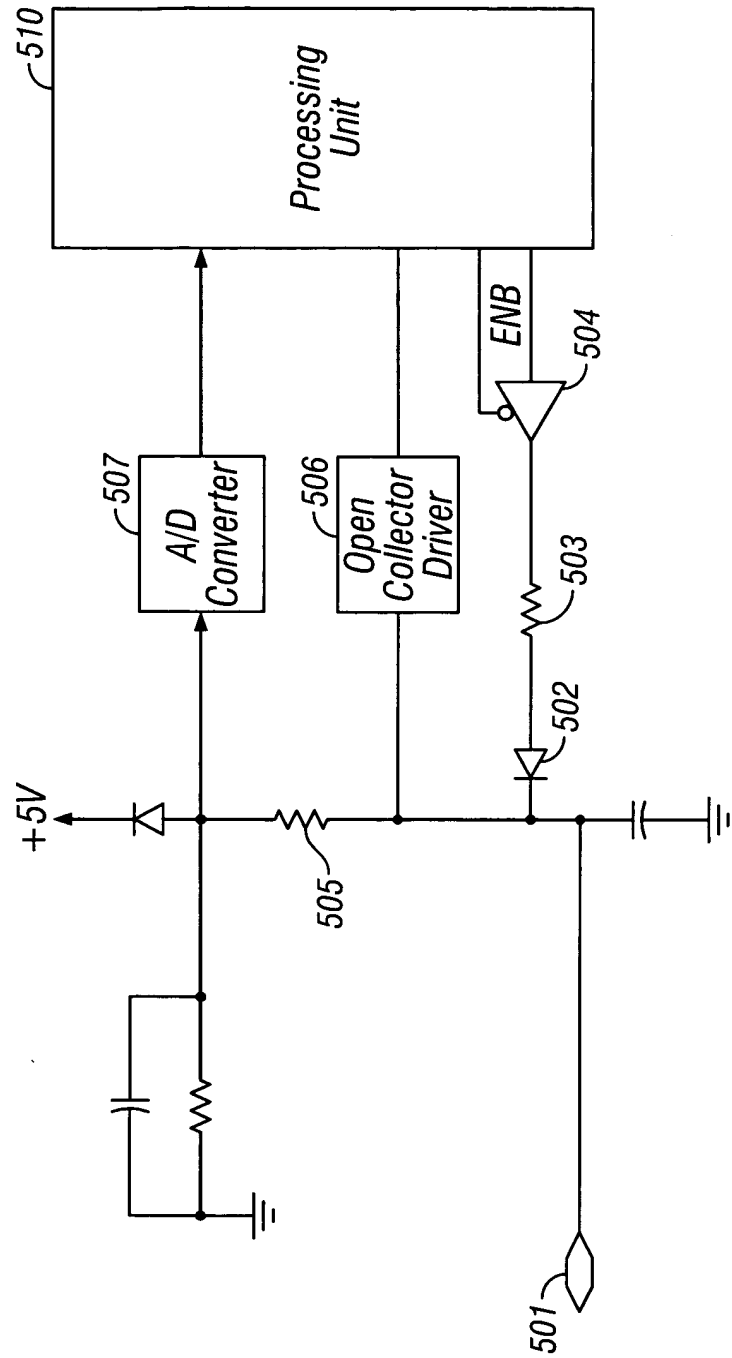 510
Processing
Unit
507
A/D
Converter
506
Open
Collector
Driver
ENB
504
503
502
+5V
505
501